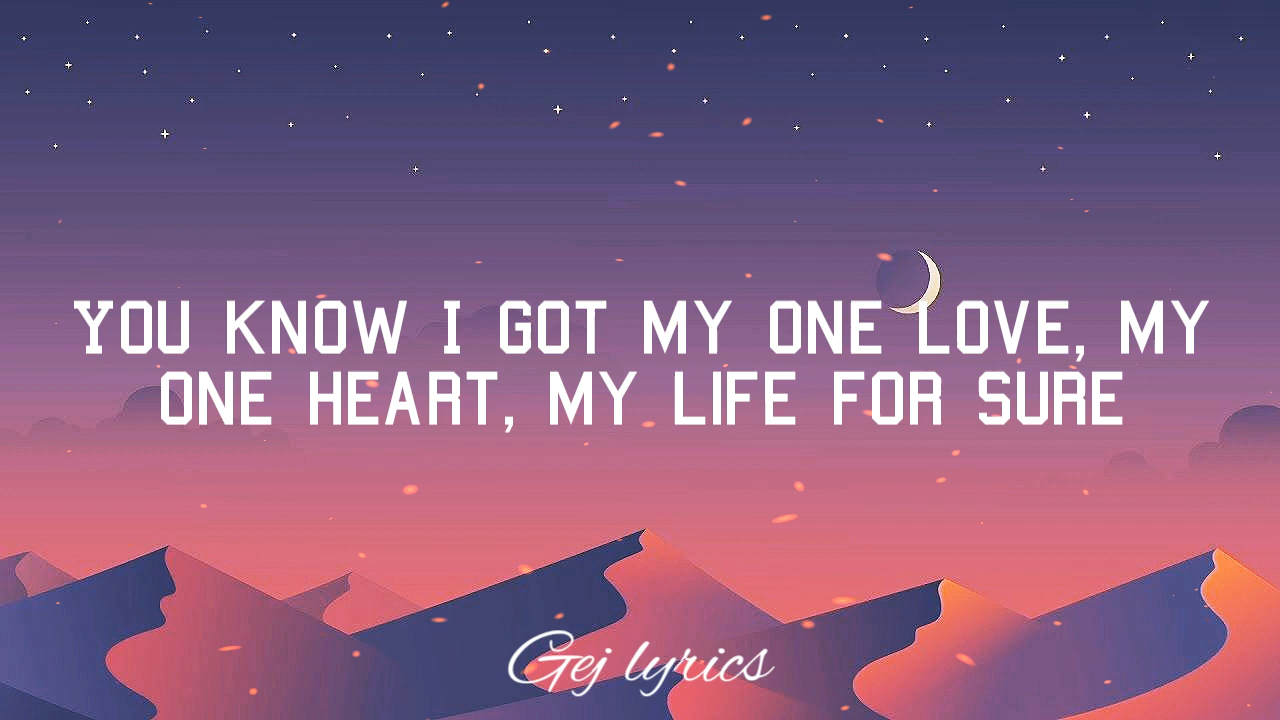 YOU KNOW I GOT MY ONE LOVE, MY
ONE HEART, MY LIFE FOR SURE
Gej lyrics